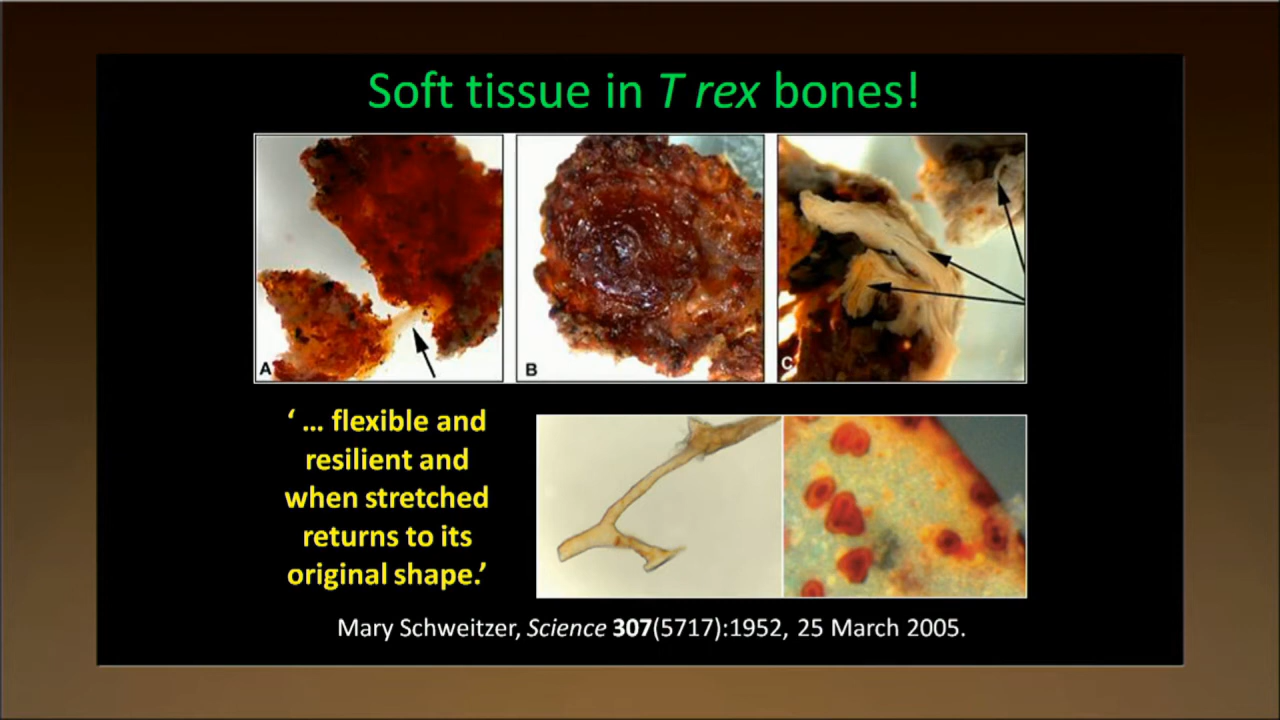 Soft tissue in T rex bones!
A
B
C
‘ ... flexible and
resilient and
when stretched
returns to its
original shape.’
Mary Schweitzer, Science 307(5717):1952, 25 March 2005.